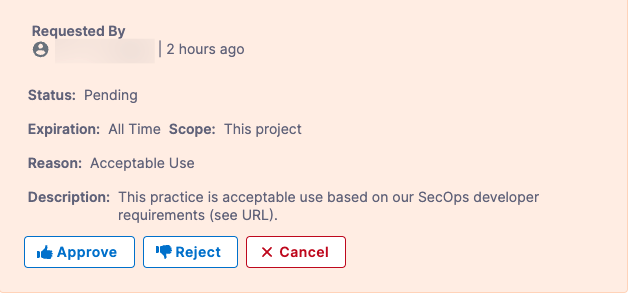 Requested By
| 2 hours ago
Status: Pending
Expiration: All Time Scope: This project
Reason: Acceptable Use
Description: This practice is acceptable use based on our SecOps developer
requirements (see URL).
Approve Reject Cancel